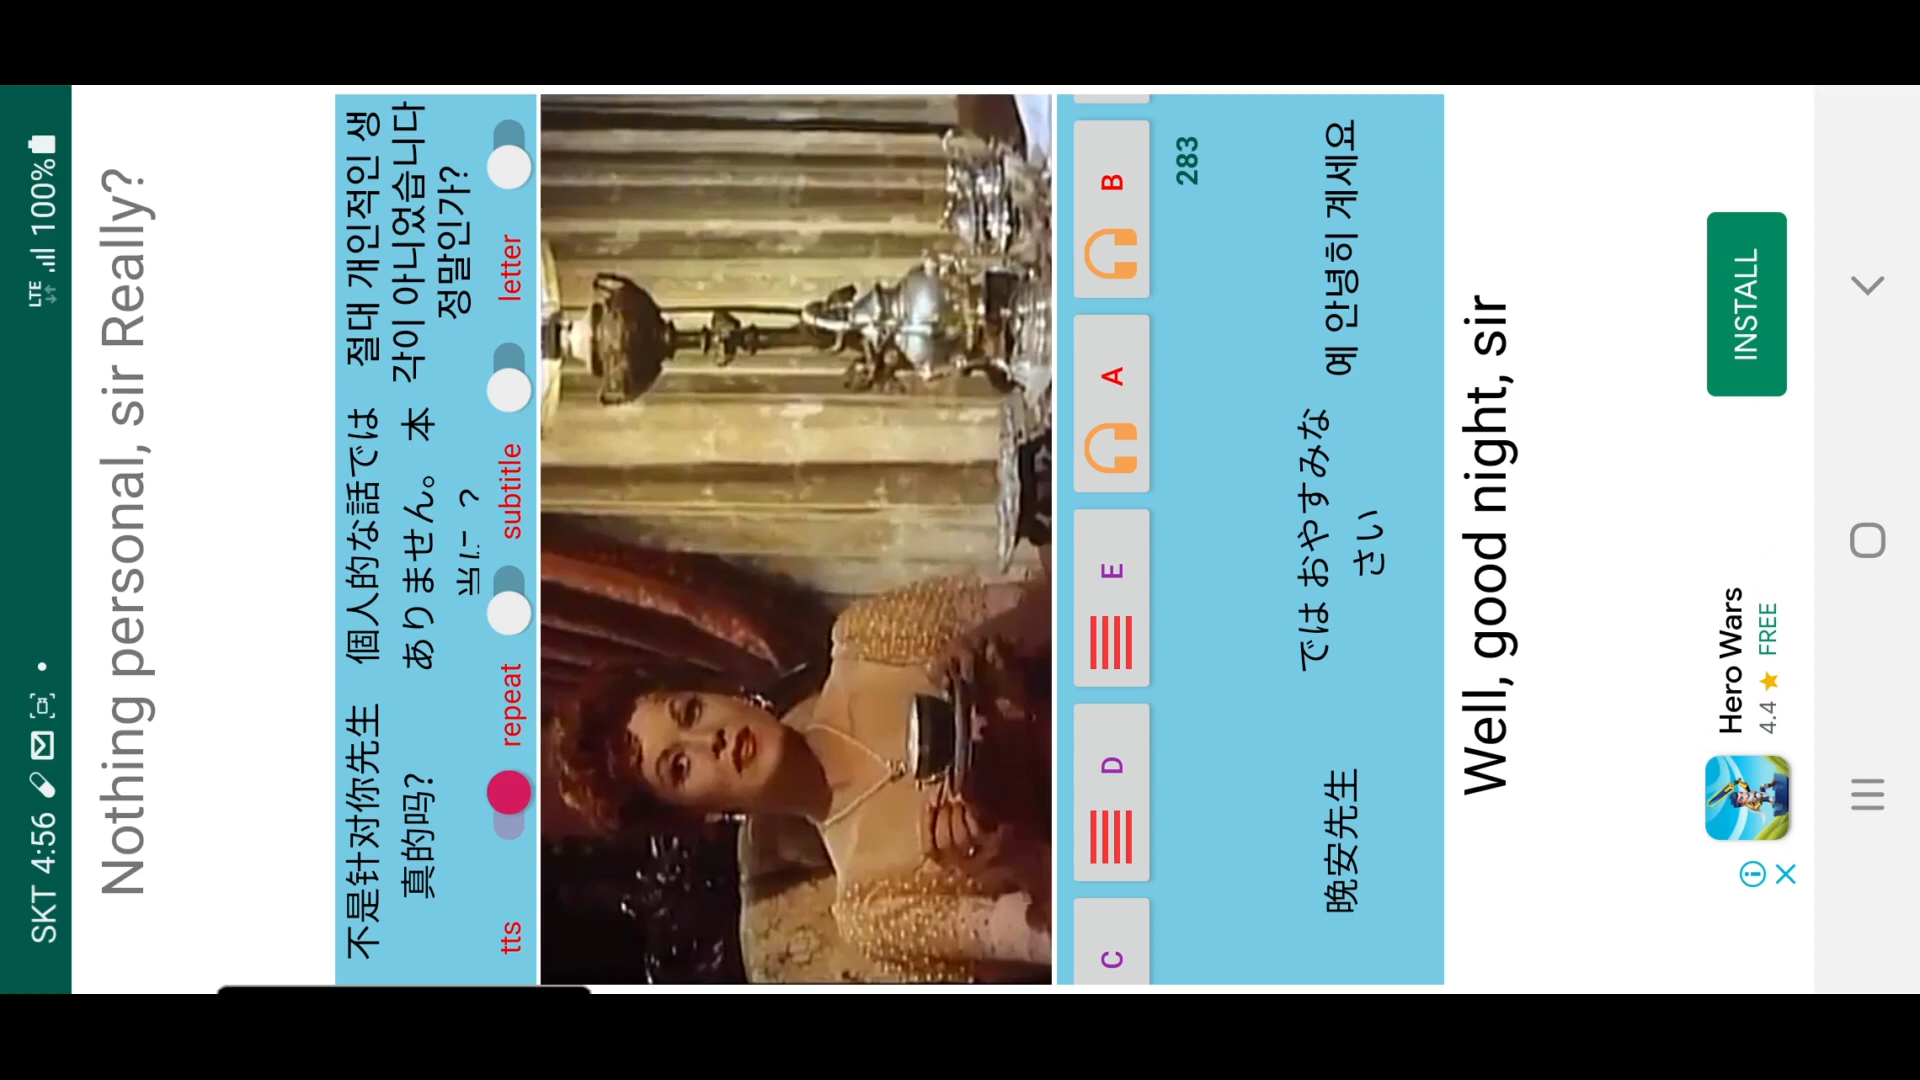 SKT 4:56
LTE
100%
Nothing personal, sir Really?
不是针对你先生
真的吗?
個人的な話では
ありません。本
当に ?
절대 개인적인 생
각이 아니었습니다
정말인가?
tts
repeat
subtitle
letter
C
D
E
A
B
283
晚安先生
では おやすみな
さい
예 안녕히 계세요
Well, good night, sir
Hero Wars
4.4 ★ FREE
INSTALL